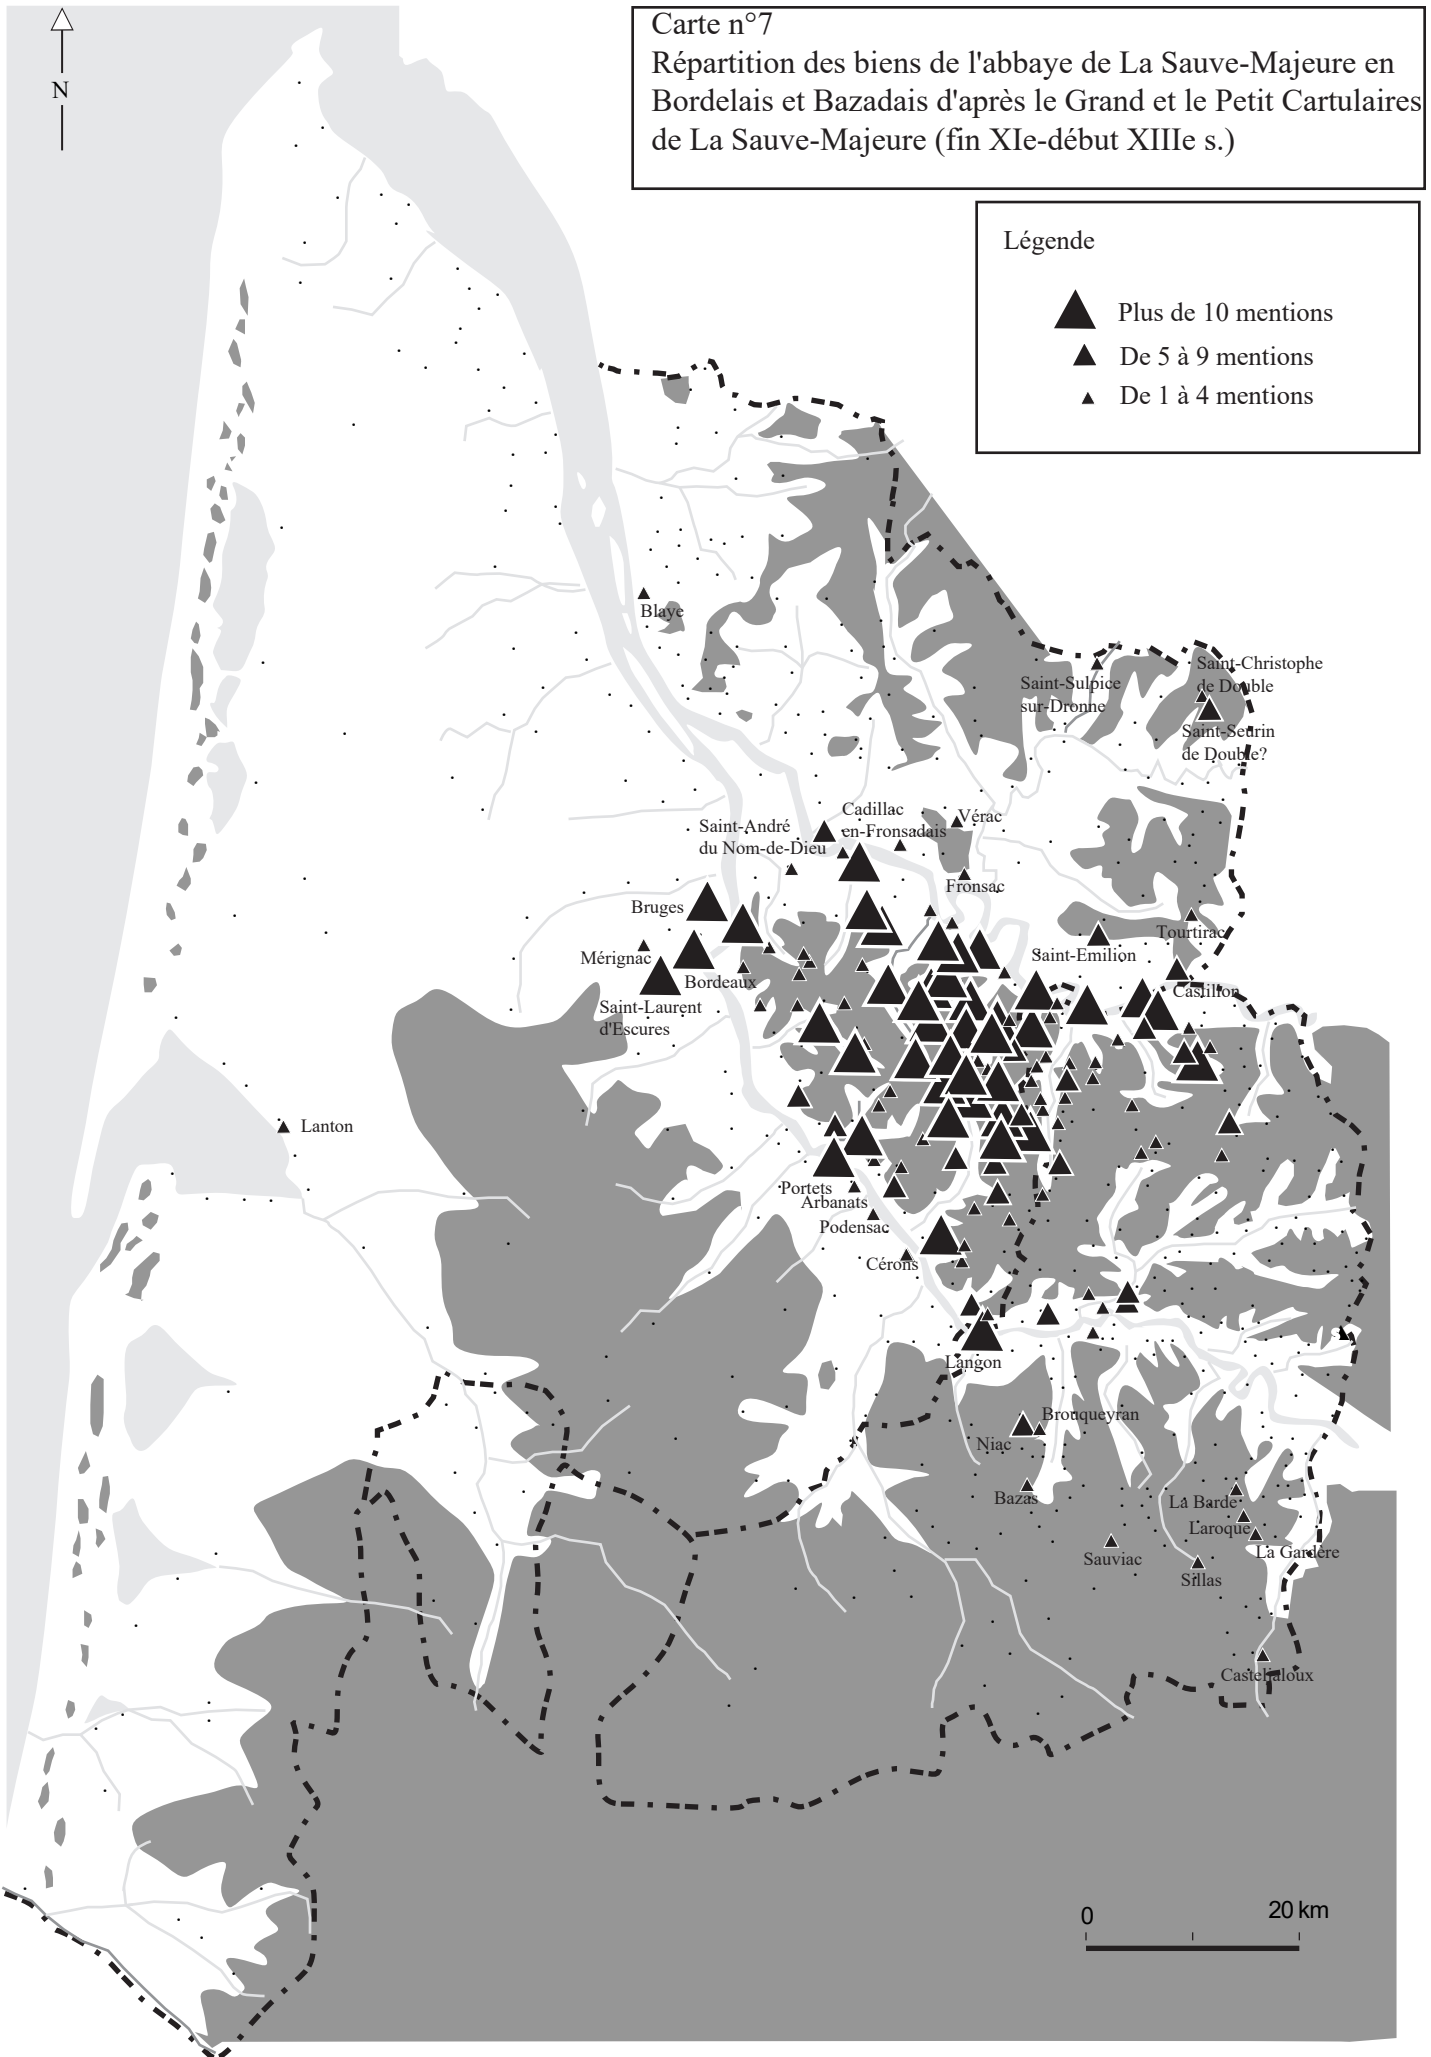 Carte n°7
Répartition des biens de l'abbaye de La Sauve-Majeure en
Bordelais et Bazadais d'après le Grand et le Petit Cartulaires
de La Sauve-Majeure (fin XIe-début XIIIe s.)
N
Légende
Plus de 10 mentions
De 5 à 9 mentions
De 1 à 4 mentions
Blaye
Saint-Christophe
de Double
Saint-Sulpice
sur-Dronne
Saint-Seurin
de Double?
Cadillac
en-Fronsadais
Vérac
Saint-André
du Nom-de-Dieu
Fronsac
Bruges
Tourtirac
Mérignac
Saint-Emilion
Bordeaux
Castillon
Saint-Laurent
d'Escures
Lanton
Portets
Arbanats
Podensac
Cérons
Langon
Brouqueyran
Niac
Bazas
La Barde
Laroque
La Gardère
Sauviac
Sillas
Casteljaloux
0
20 km